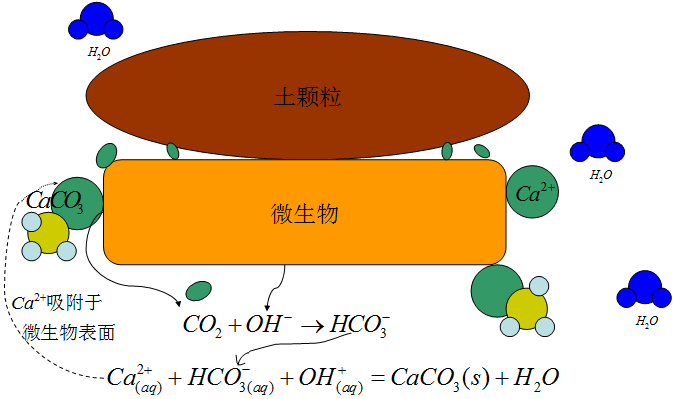 H₂O
土颗粒
H₂O
CaCO₃
Ca²⁺
微生物
H₂O
Ca²⁺吸附于
微生物表面
CO₂ + OH⁻ → HCO₃⁻
Ca²⁺(aq) + HCO₃⁻(aq) + OH⁺(aq) = CaCO₃(s) + H₂O